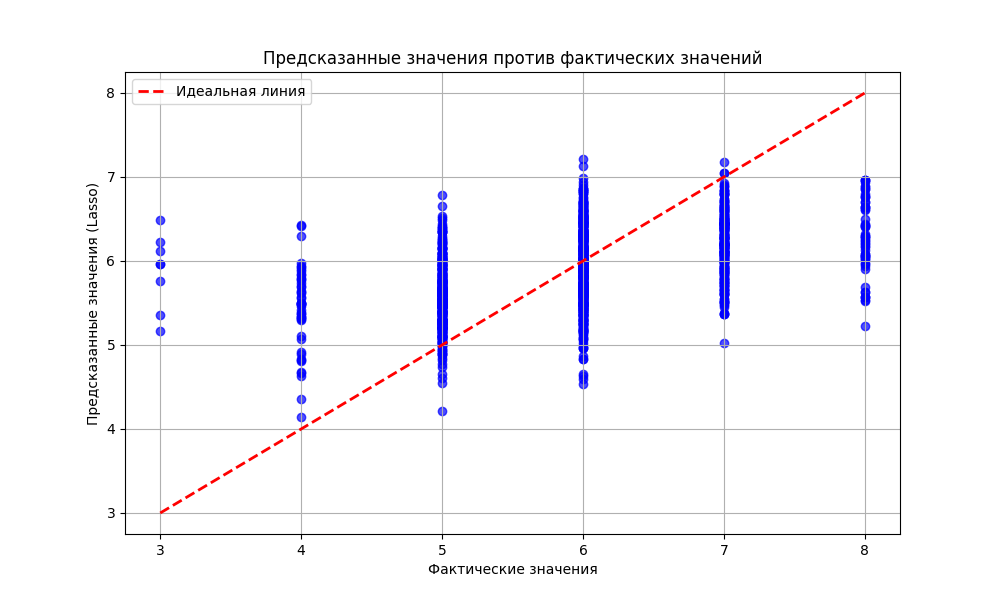 Предсказанные значения против фактических значений
Идеальная линия
Предсказанные значения (Lasso)
8
7
6
5
4
3
3 4 5 6 7 8
Фактические значения